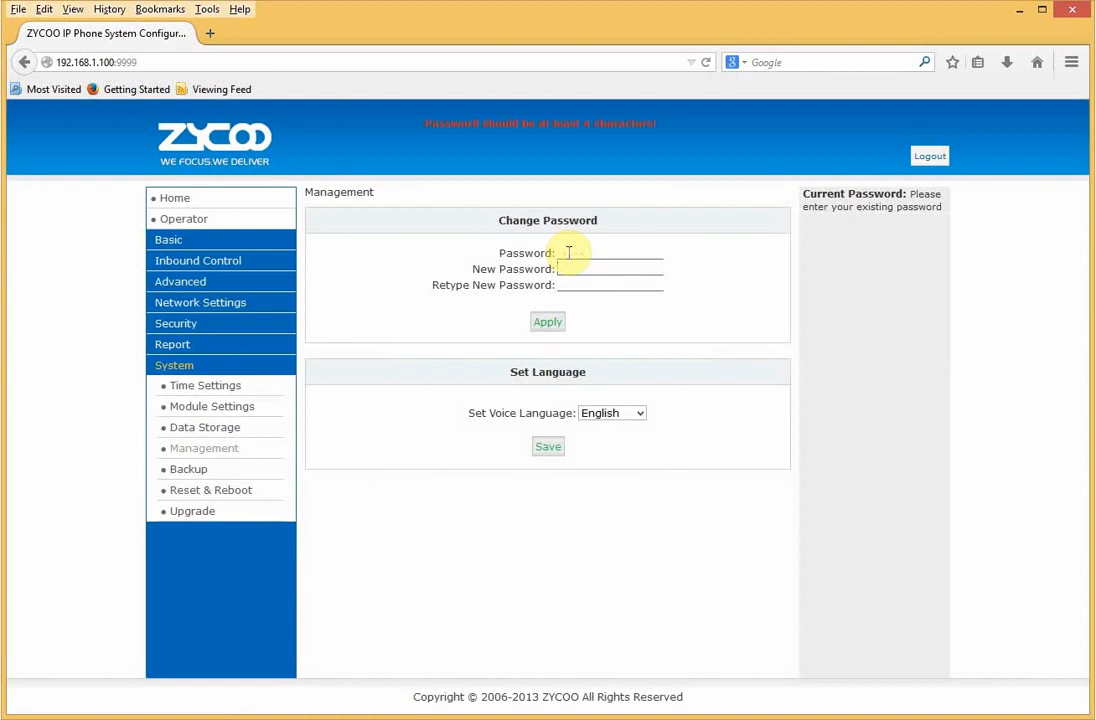 File Edit View History Bookmarks Tools Help
ZYCOO IP Phone System Configur...
192.168.1.100:9999
Google
Most Visited Getting Started Viewing Feed
ZYCOO
WE FOCUS.WE DELIVER
Password should be at least 4 characters!
Logout
Home
Operator
Basic
Inbound Control
Advanced
Network Settings
Security
Report
System
Time Settings
Module Settings
Data Storage
Management
Backup
Reset & Reboot
Upgrade
Management
Change Password
Password:
New Password:
Retype New Password:
Apply
Set Language
Set Voice Language: English
Save
Current Password: Please
enter your existing password
Copyright © 2006-2013 ZYCOO All Rights Reserved